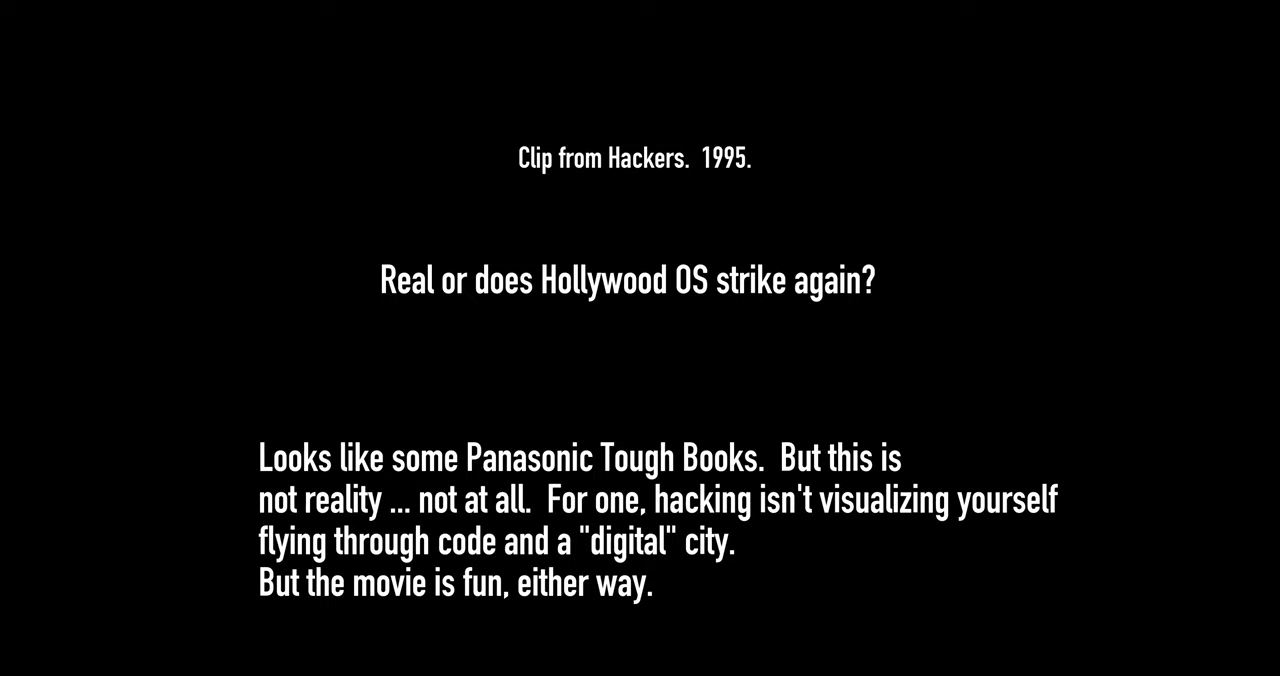 Clip from Hackers.  1995.
Real or does Hollywood OS strike again?
Looks like some Panasonic Tough Books.  But this is
not reality ... not at all.  For one, hacking isn't visualizing yourself
flying through code and a "digital" city.
But the movie is fun, either way.